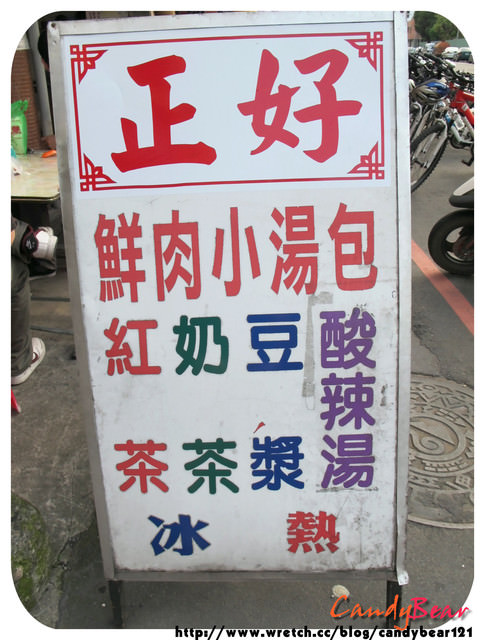 正好
鮮肉小湯包
酸辣湯
豆漿
奶茶
紅茶
冰 熱
CandyBear
http://www.wretch.cc/blog/candybear121